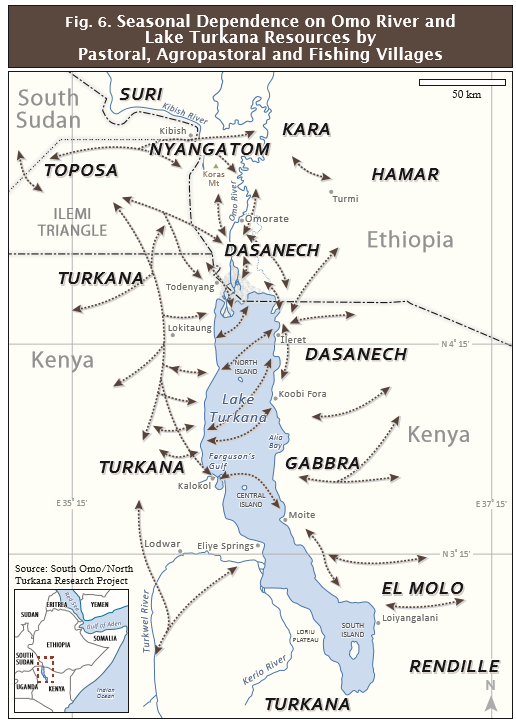 Fig. 6. Seasonal Dependence on Omo River and
Lake Turkana Resources by
Pastoral, Agropastoral and Fishing Villages
50 km
South
Sudan
SURI
Kibish River
Kibish
KARA
NYANGATOM
TOPOSA
Koras
Mt
HAMAR
Omo River
Turmi
ILEMI
TRIANGLE
Omorate
Ethiopia
DASANECH
TURKANA
Todenyang
Lokitaung
Ileret
N 4° 15'
DASANECH
Kenya
NORTH
ISLAND
Koobi Fora
Lake
Turkana
Kenya
Alia
Bay
TURKANA
Ferguson's
Gulf
GABBRA
Kalokol
CENTRAL
ISLAND
E 35° 15'
E 37° 15'
Moite
Lodwar
Eliye Springs
N 3° 15'
Source: South Omo/North
Turkana Research Project
EL MOLO
Turkwel River
Loiyangalani
LORIU
PLATEAU
SOUTH
ISLAND
Kerio River
RENDILLE
TURKANA
N
ERITREA
Red Sea
YEMEN
SUDAN
Gulf of Aden
SOMALIA
ETHIOPIA
SOUTH
SUDAN
UGANDA
KENYA
Indian
Ocean